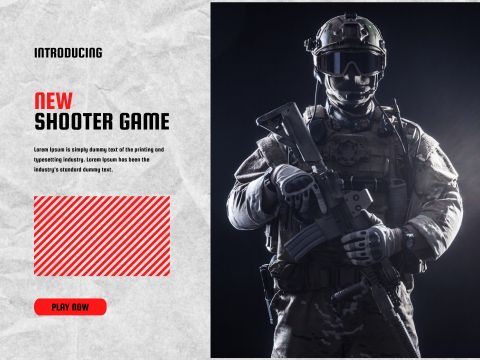 INTRODUCING
NEW
SHOOTER GAME
Lorem Ipsum is simply dummy text of the printing and
typesetting industry. Lorem Ipsum has been the
industry's standard dummy text.
PLAY NOW